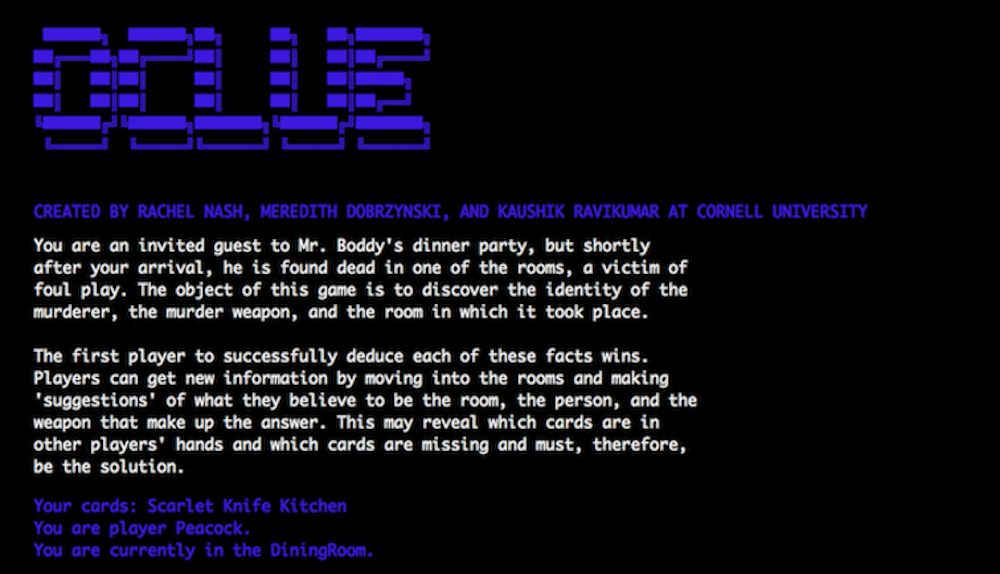 OCLUE
CREATED BY RACHEL NASH, MEREDITH DOBRZYNSKI, AND KAUSHIK RAVIKUMAR AT CORNELL UNIVERSITY
You are an invited guest to Mr. Boddy's dinner party, but shortly
after your arrival, he is found dead in one of the rooms, a victim of
foul play. The object of this game is to discover the identity of the
murderer, the murder weapon, and the room in which it took place.
The first player to successfully deduce each of these facts wins.
Players can get new information by moving into the rooms and making
'suggestions' of what they believe to be the room, the person, and the
weapon that make up the answer. This may reveal which cards are in
other players' hands and which cards are missing and must, therefore,
be the solution.
Your cards: Scarlet Knife Kitchen
You are player Peacock.
You are currently in the DiningRoom.